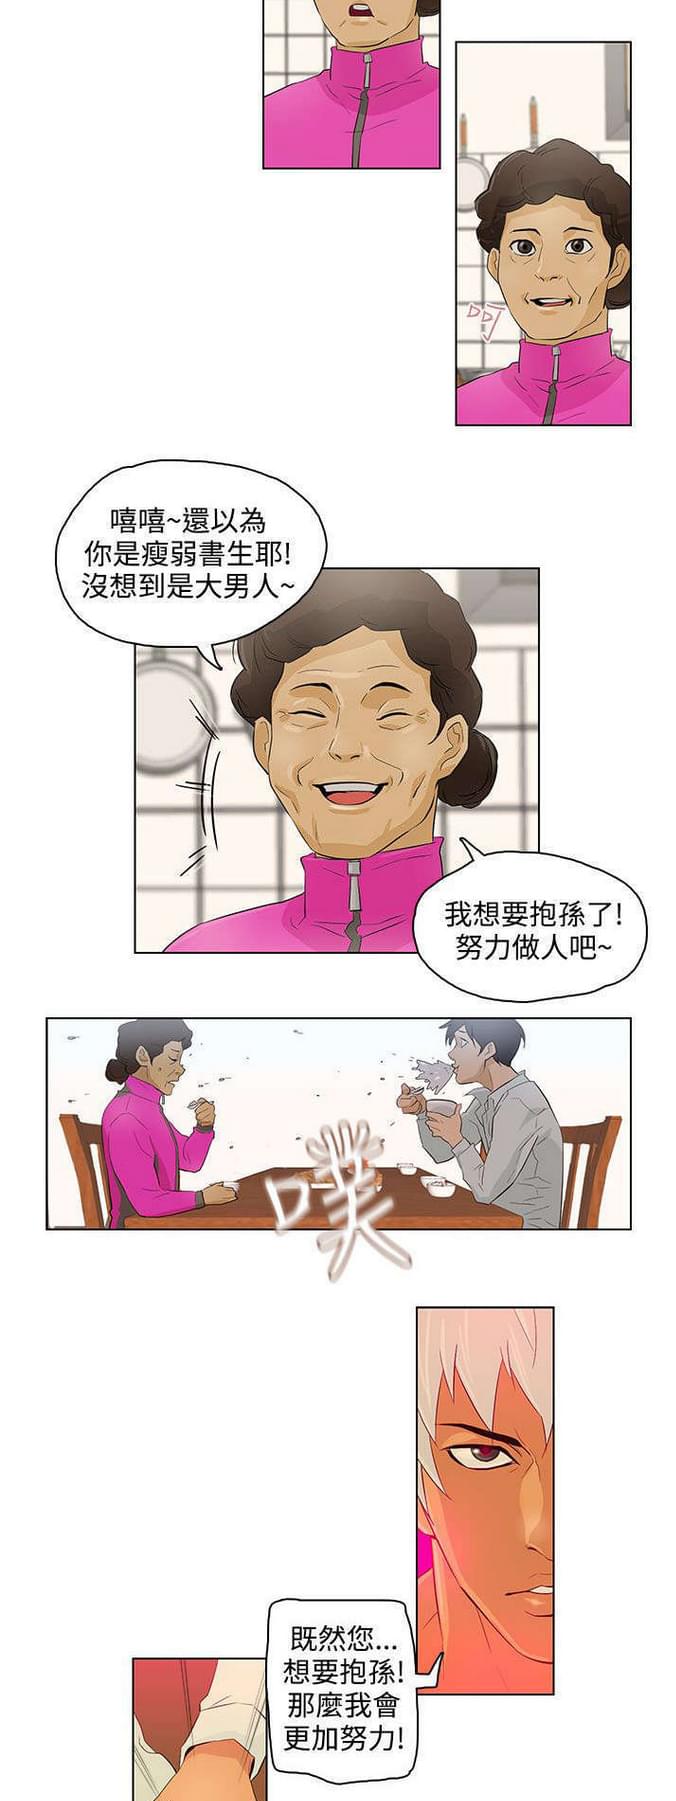 呵
嘻嘻~還以為
你是瘦弱書生耶!
沒想到是大男人~
我想要抱孫了!
努力做人吧~
噗
既然您...
想要抱孫!
那麼我會
更加努力!